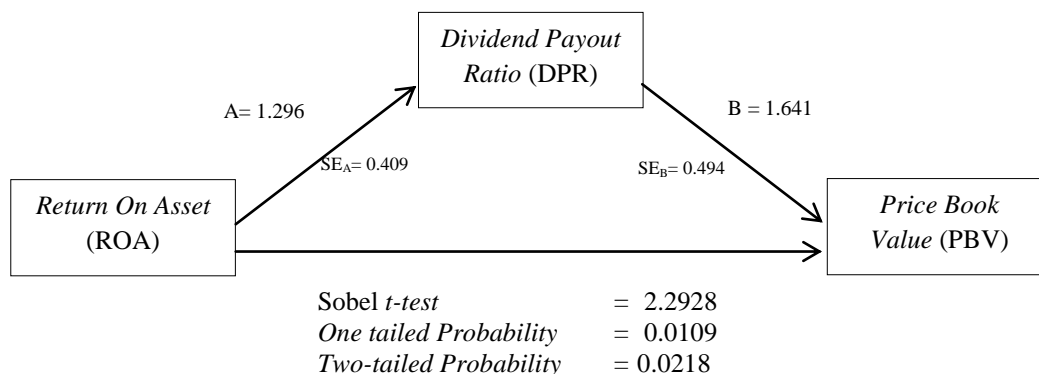 Dividend Payout
Ratio (DPR)
A= 1.296
B = 1.641
SEA= 0.409
SEB= 0.494
Return On Asset
(ROA)
Price Book
Value (PBV)
Sobel t-test = 2.2928
One tailed Probability = 0.0109
Two-tailed Probability = 0.0218